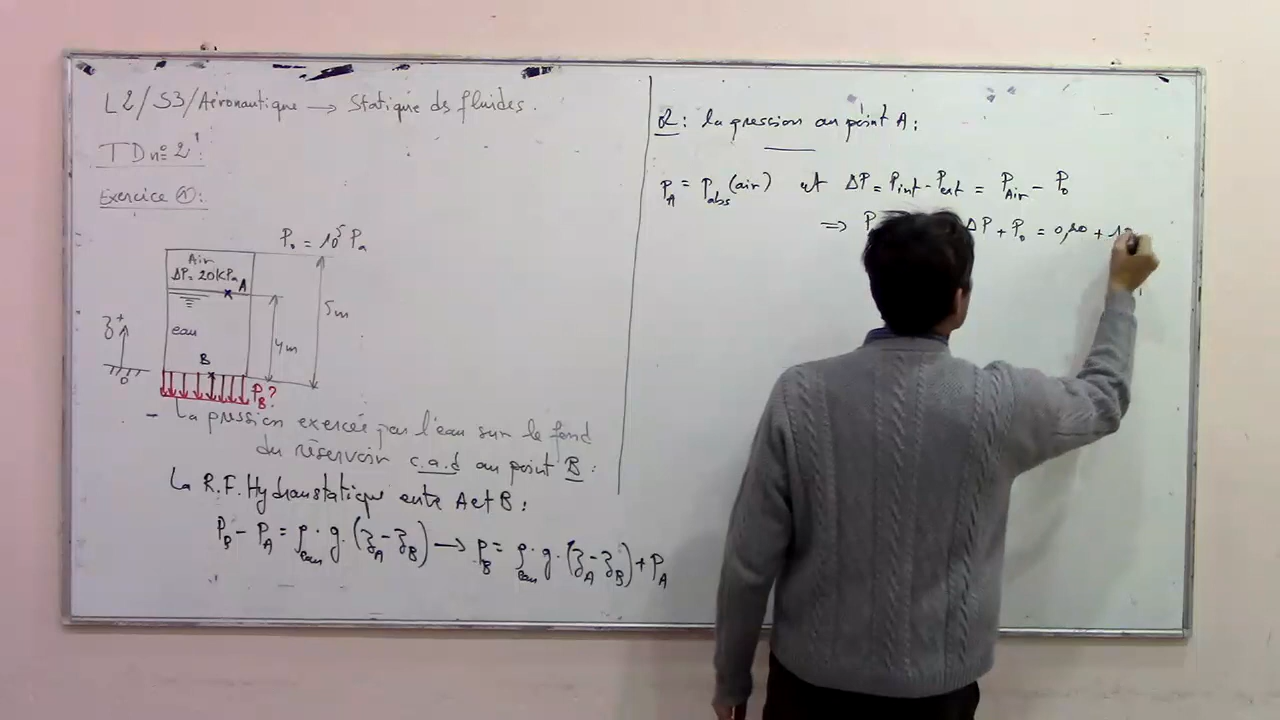 L2/S3/Aéronautique → Statique des fluides.
TD n° 2 :
Exercice ① :
P₀ = 10⁵ Pa
Air
ΔP = 20 KPa
A
5m
eau
4m
B
z⁺
0
P_B ?
- La pression exercée par l'eau sur le fond
du réservoir c.a.d au point B :
La R.F. Hydrostatique entre A et B :
P_B - P_A = ρ_eau . g . (z_A - z_B) → P_B = ρ_eau . g . (z_A - z_B) + P_A
R : la pression au point A :
P_A = P_abs (air) et ΔP = P_int - P_ext = P_Air - P₀
⇒ P ΔP + P₀ = 0,20 + 1